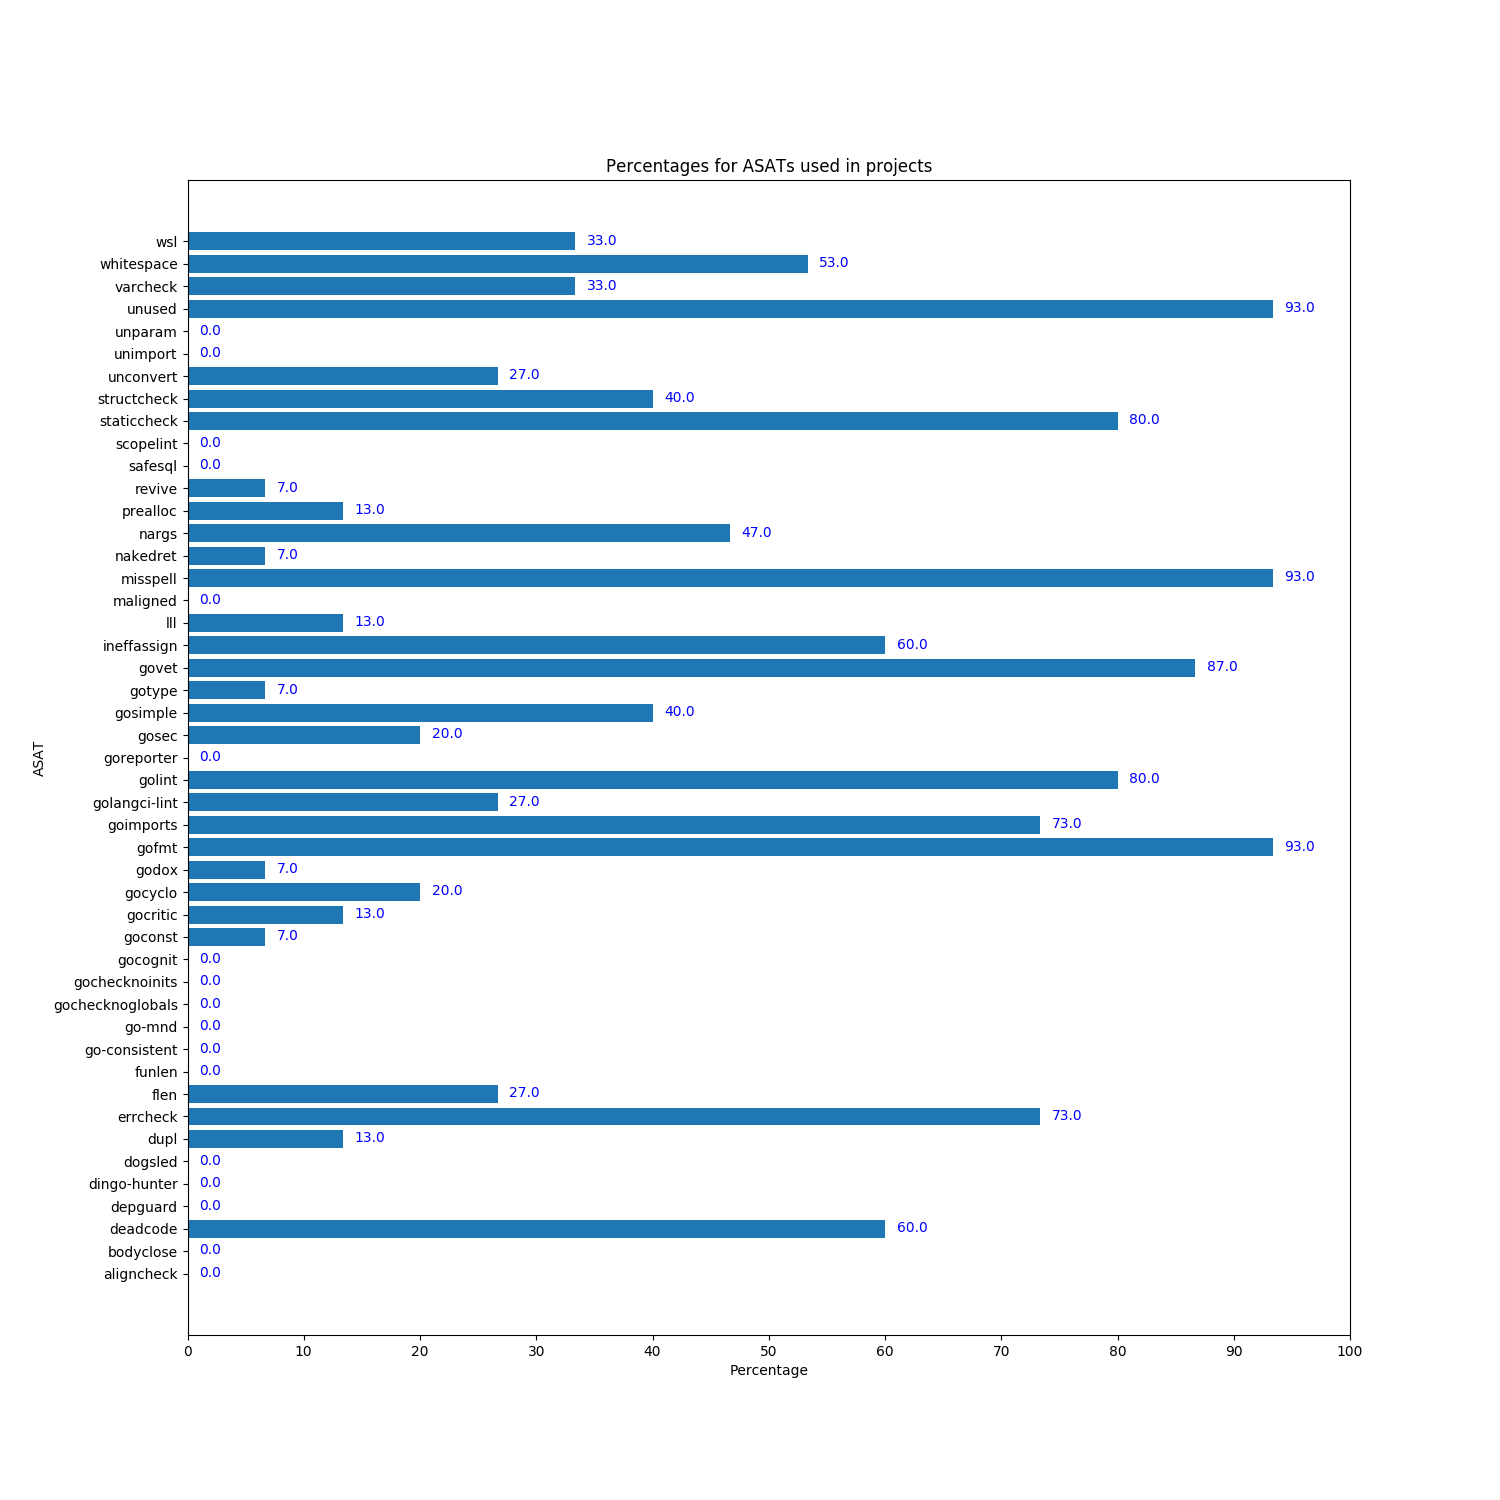 Percentages for ASATs used in projects
wsl 33.0
whitespace 53.0
varcheck 33.0
unused 93.0
unparam 0.0
unimport 0.0
unconvert 27.0
structcheck 40.0
staticcheck 80.0
scopelint 0.0
safesql 0.0
revive 7.0
prealloc 13.0
nargs 47.0
nakedret 7.0
misspell 93.0
maligned 0.0
lll 13.0
ineffassign 60.0
govet 87.0
gotype 7.0
gosimple 40.0
gosec 20.0
goreporter 0.0
golint 80.0
golangci-lint 27.0
goimports 73.0
gofmt 93.0
godox 7.0
gocyclo 20.0
gocritic 13.0
goconst 7.0
gocognit 0.0
gochecknoinits 0.0
gochecknoglobals 0.0
go-mnd 0.0
go-consistent 0.0
funlen 0.0
flen 27.0
errcheck 73.0
dupl 13.0
dogsled 0.0
dingo-hunter 0.0
depguard 0.0
deadcode 60.0
bodyclose 0.0
aligncheck 0.0
ASAT
0 10 20 30 40 50 60 70 80 90 100
Percentage